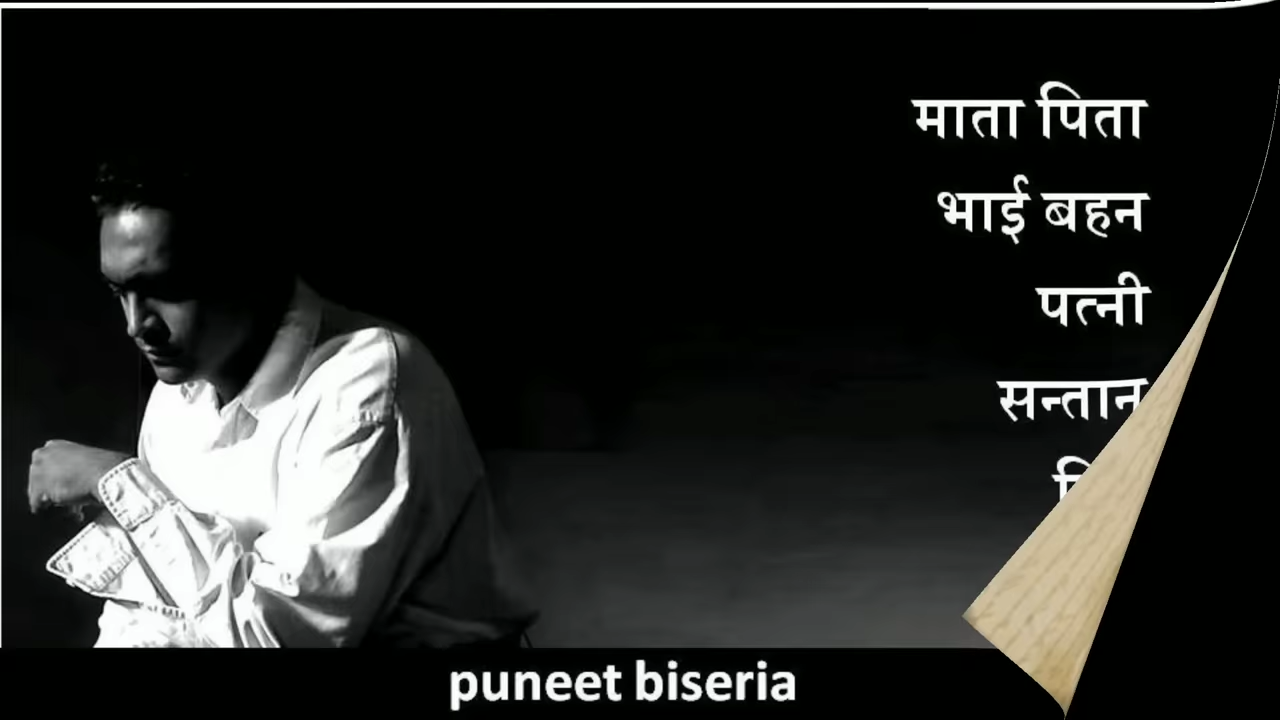 माता पिता
भाई बहन
पत्नी
सन्तान
puneet biseria